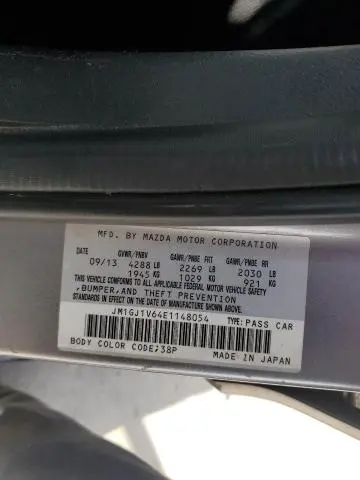 MFD. BY MAZDA MOTOR CORPORATION
GVWR/PNBV GAWR/PNBE FRT GAWR/PNBE RR
09/13 4288 LB 2269 LB 2030 LB
1945 KG 1029 KG 921 KG
THIS VEHICLE CONFORMS TO ALL APPLICABLE FEDERAL MOTOR VEHICLE SAFETY
,BUMPER,AND THEFT PREVENTION
STANDARDS IN EFFECT ON THE DATE OF MANUFACTURE SHOWN ABOVE.
JM1GJ1V64E1148054 TYPE: PASS CAR
BODY COLOR CODE;38P MADE IN JAPAN